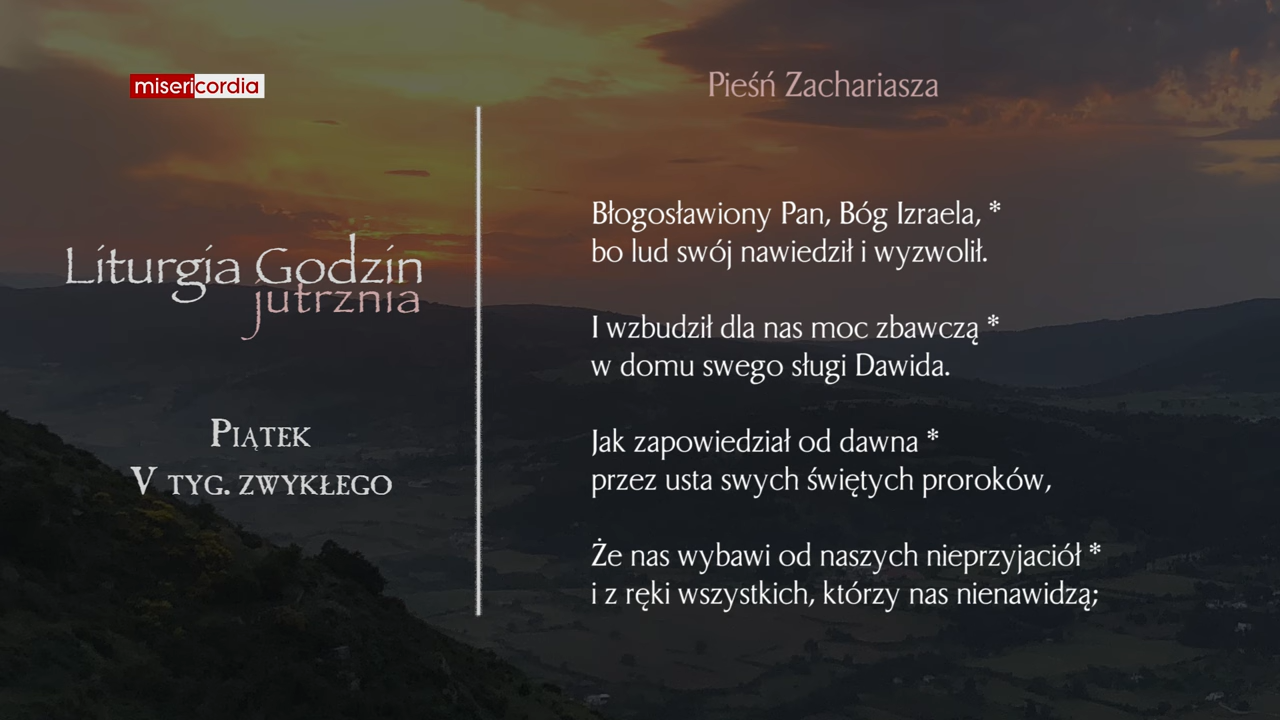 misericordia
Liturgia Godzin
jutrznia
Piątek
V tyg. zwykłego
Pieśń Zachariasza
Błogosławiony Pan, Bóg Izraela, *
bo lud swój nawiedził i wyzwolił.
I wzbudził dla nas moc zbawczą *
w domu swego sługi Dawida.
Jak zapowiedział od dawna *
przez usta swych świętych proroków,
Że nas wybawi od naszych nieprzyjaciół *
i z ręki wszystkich, którzy nas nienawidzą;